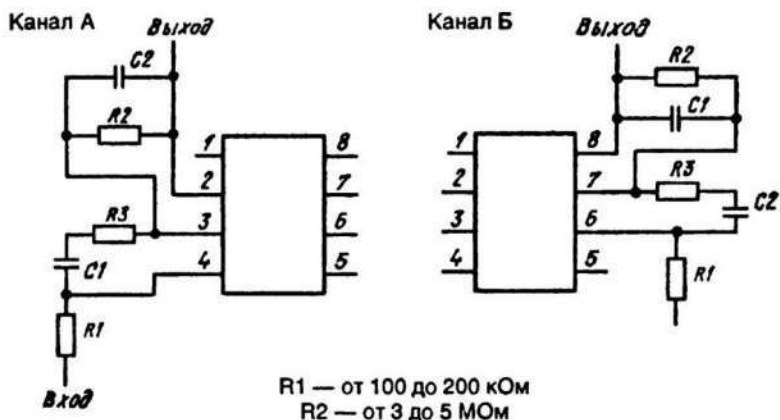 Канал А
Выход
C2
R2
R3
C1
R1
Вход
1
2
3
4
8
7
6
5
Канал Б
Выход
R2
C1
R3
C2
R1
1
2
3
4
8
7
6
5
R1 — от 100 до 200 кОм
R2 — от 3 до 5 МОм